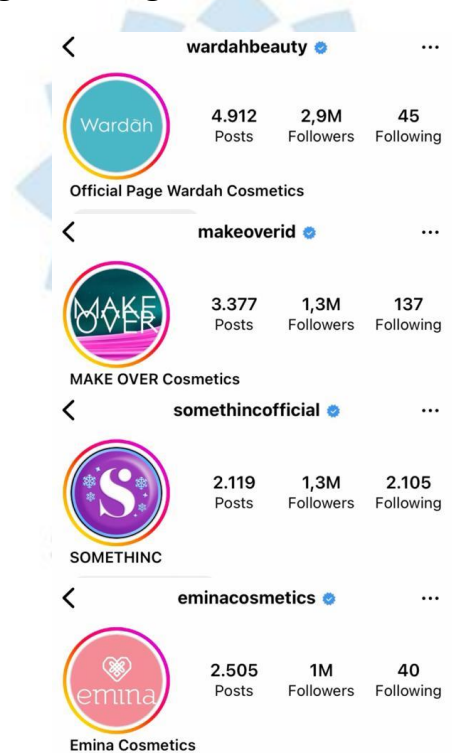 wardahbeauty
Wardah
4.912 2,9M 45
Posts Followers Following
Official Page Wardah Cosmetics
makeoverid
MAKE
OVER
3.377 1,3M 137
Posts Followers Following
MAKE OVER Cosmetics
somethincofficial
S
2.119 1,3M 2.105
Posts Followers Following
SOMETHINC
eminacosmetics
emina
2.505 1M 40
Posts Followers Following
Emina Cosmetics